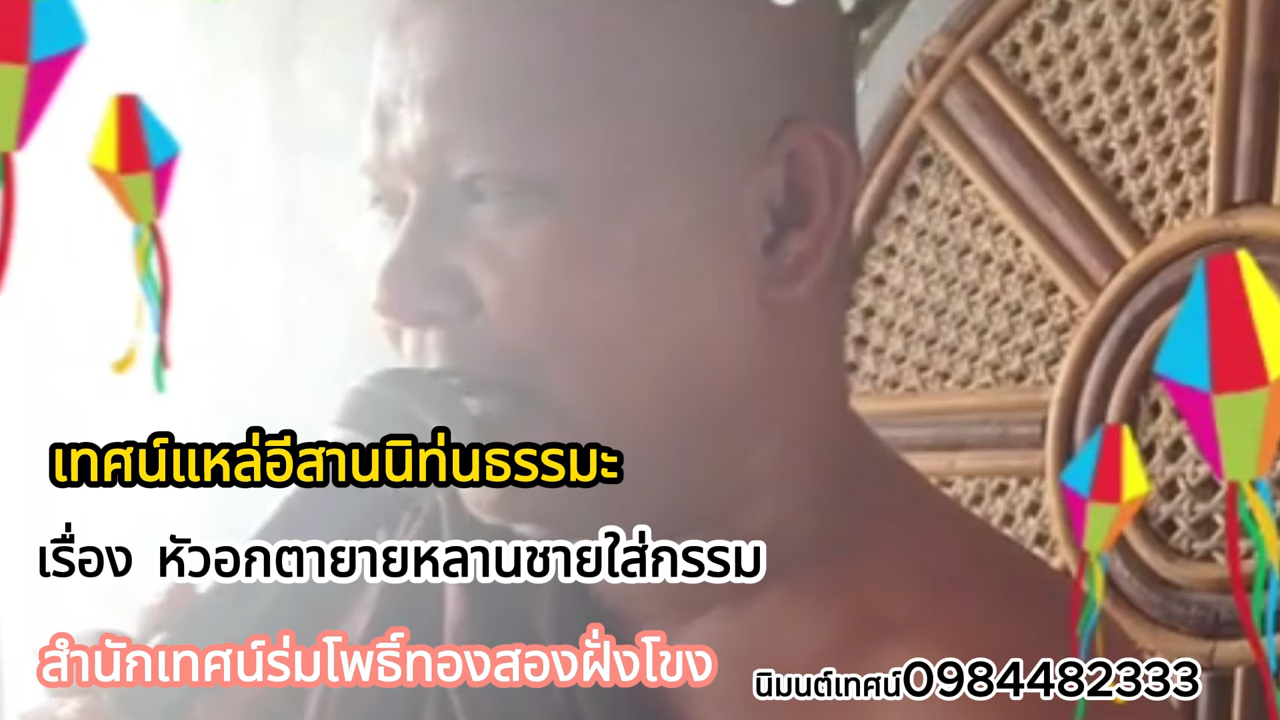 เทศน์แหล่อีสานนิท่นธรรมะ
เรื่อง หัวอกตายายหลานชายใส่กรรม
สำนักเทศน์ร่มโพธิ์ทองสองฝั่งโขง
นิมนต์เทศน์0984482333